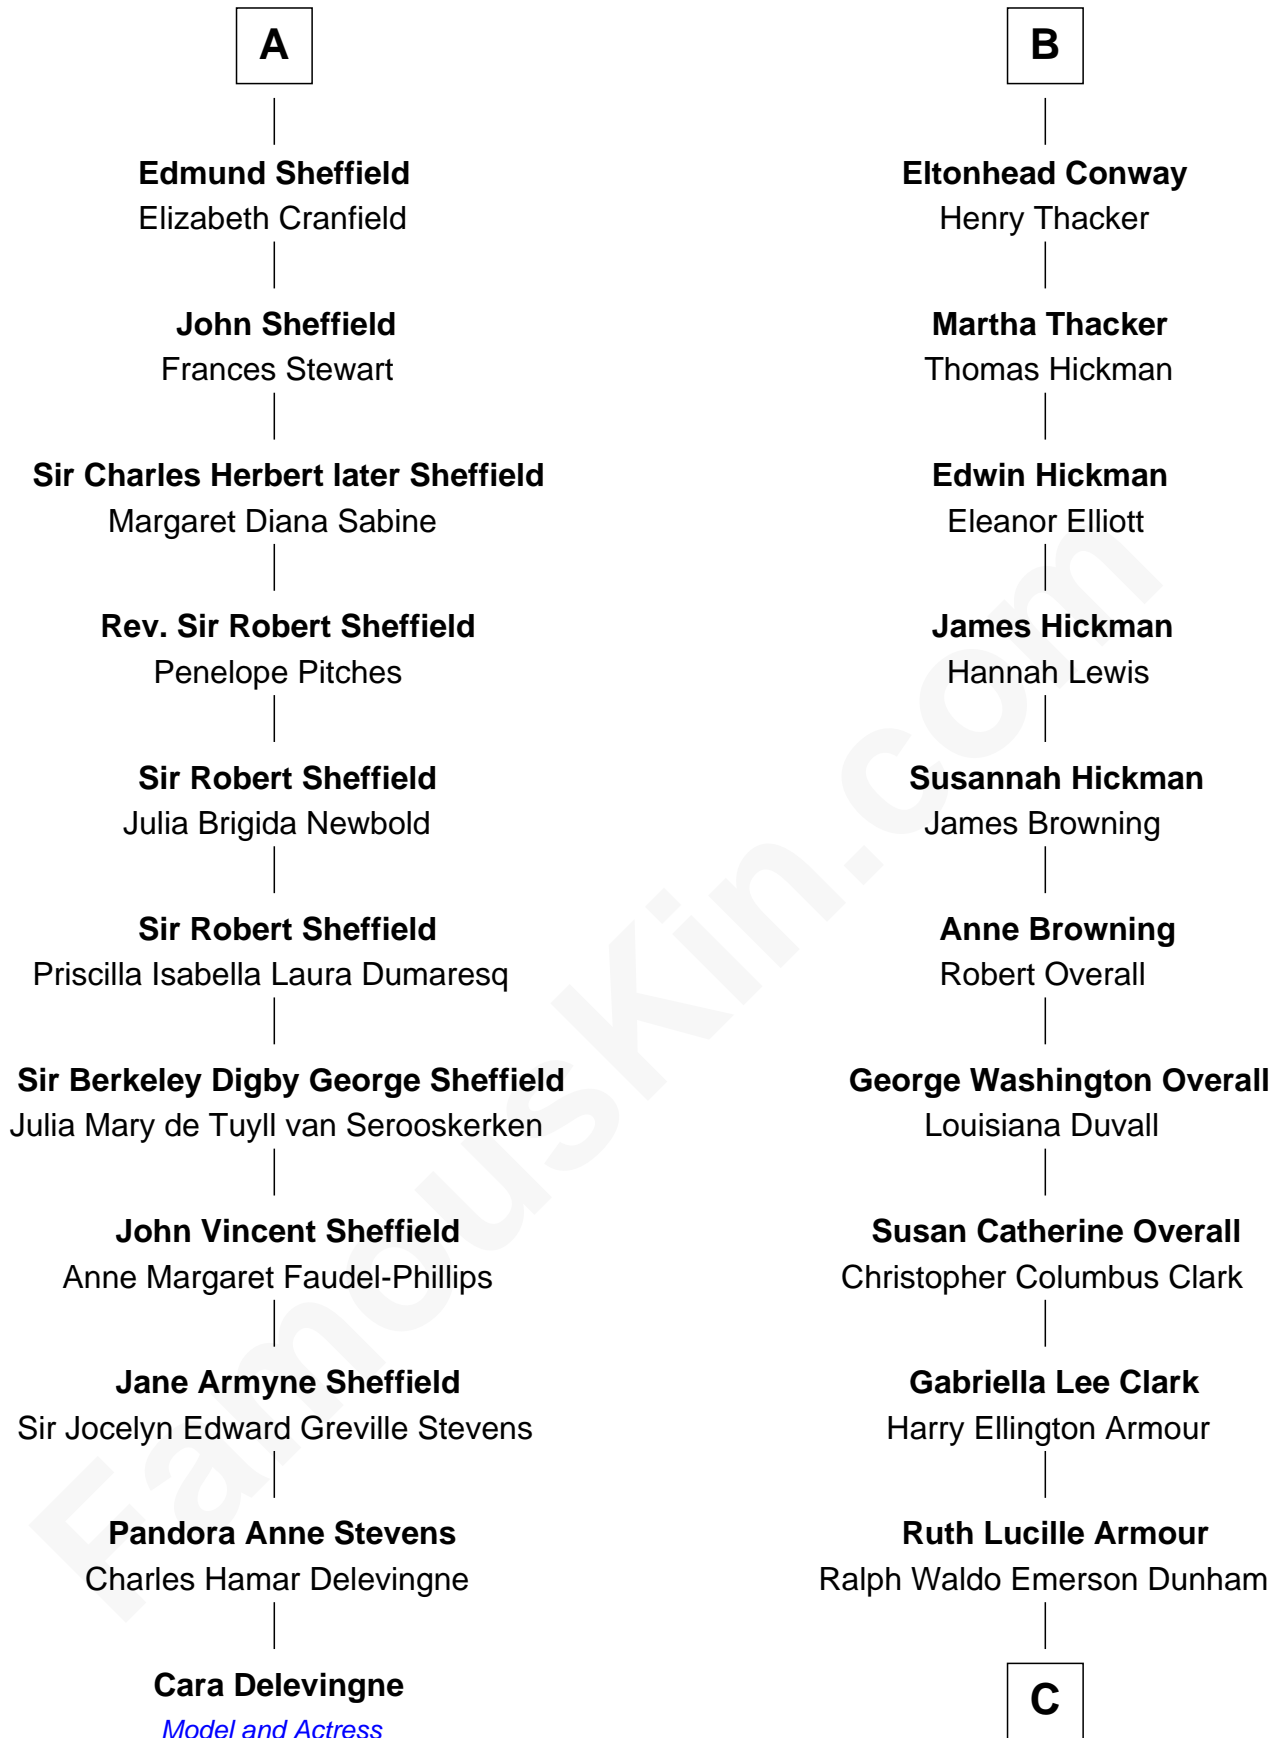 A
Edmund Sheffield
Elizabeth Cranfield
John Sheffield
Frances Stewart
Sir Charles Herbert later Sheffield
Margaret Diana Sabine
Rev. Sir Robert Sheffield
Penelope Pitches
Sir Robert Sheffield
Julia Brigida Newbold
Sir Robert Sheffield
Priscilla Isabella Laura Dumaresq
Sir Berkeley Digby George Sheffield
Julia Mary de Tuyll van Serooskerken
John Vincent Sheffield
Anne Margaret Faudel-Phillips
Jane Armyne Sheffield
Sir Jocelyn Edward Greville Stevens
Pandora Anne Stevens
Charles Hamar Delevingne
Cara Delevingne
Model and Actress
B
Eltonhead Conway
Henry Thacker
Martha Thacker
Thomas Hickman
Edwin Hickman
Eleanor Elliott
James Hickman
Hannah Lewis
Susannah Hickman
James Browning
Anne Browning
Robert Overall
George Washington Overall
Louisiana Duvall
Susan Catherine Overall
Christopher Columbus Clark
Gabriella Lee Clark
Harry Ellington Armour
Ruth Lucille Armour
Ralph Waldo Emerson Dunham
C
FamousKin.com